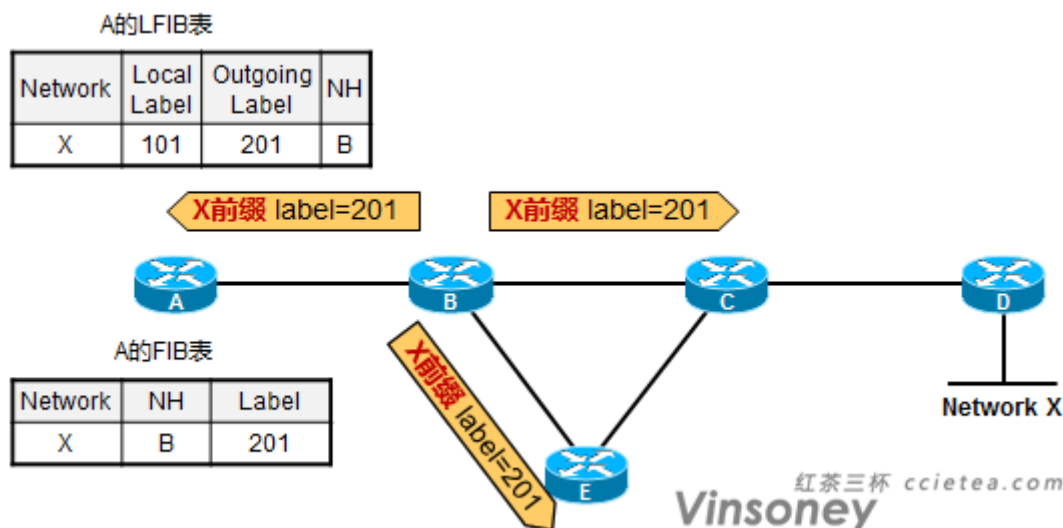 A的LFIB表
Network Local Label Outgoing Label NH
X 101 201 B
X前缀 label=201
X前缀 label=201
A
B
C
D
X前缀 label=201
A的FIB表
Network NH Label
X B 201
Network X
E
红茶三杯 ccietea.com
Vinsoney